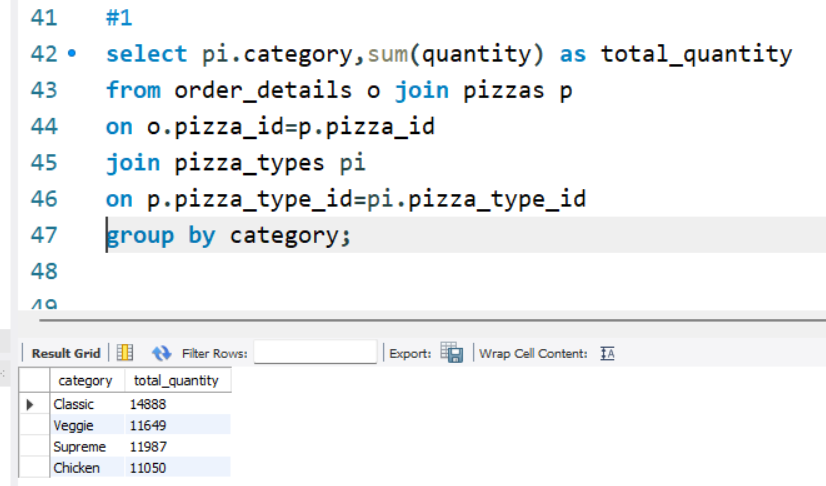 41 #1
42 select pi.category,sum(quantity) as total_quantity
43 from order_details o join pizzas p
44 on o.pizza_id=p.pizza_id
45 join pizza_types pi
46 on p.pizza_type_id=pi.pizza_type_id
47 group by category;
48
49
Result Grid Filter Rows: Export: Wrap Cell Content: IA
category total_quantity
Classic 14888
Veggie 11649
Supreme 11987
Chicken 11050